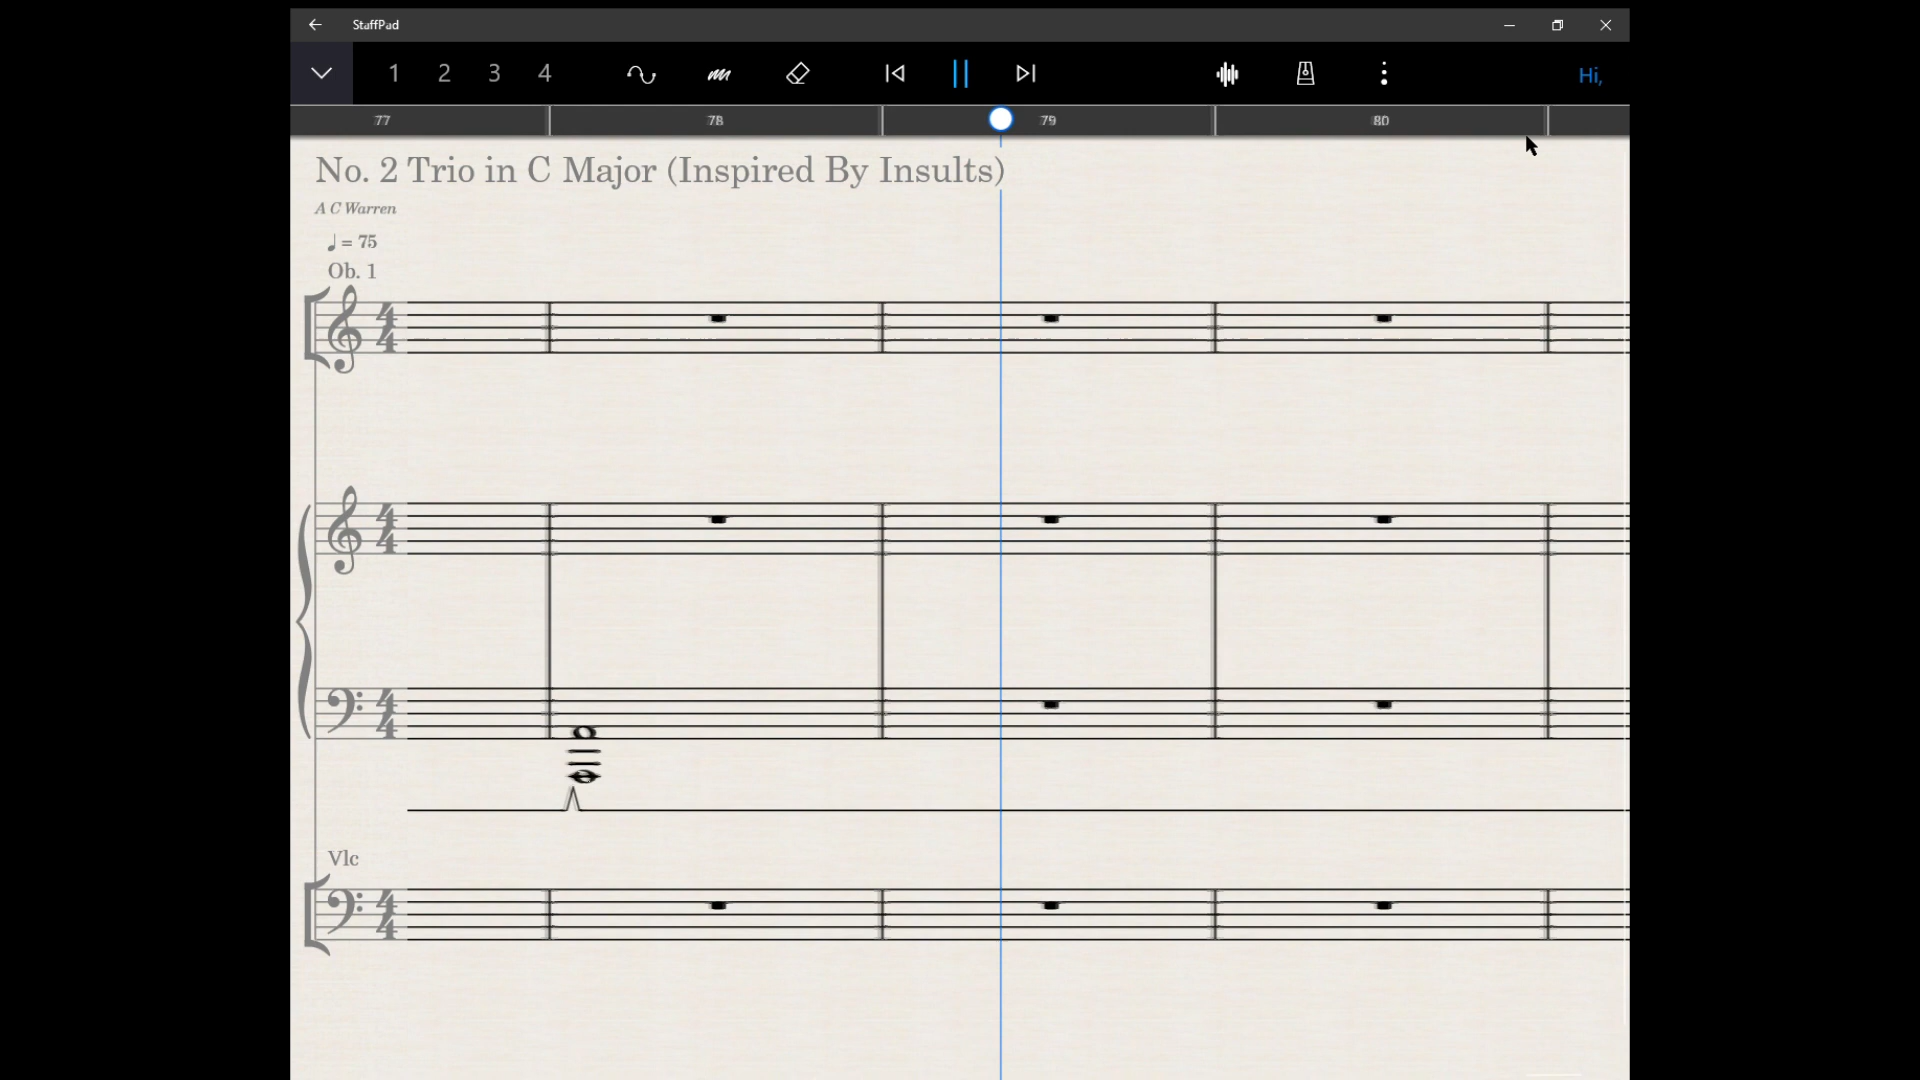 StaffPad
1 2 3 4
Hi,
77 78 79 80
No. 2 Trio in C Major (Inspired By Insults)
A C Warren
♩ = 75
Ob. 1
Vlc